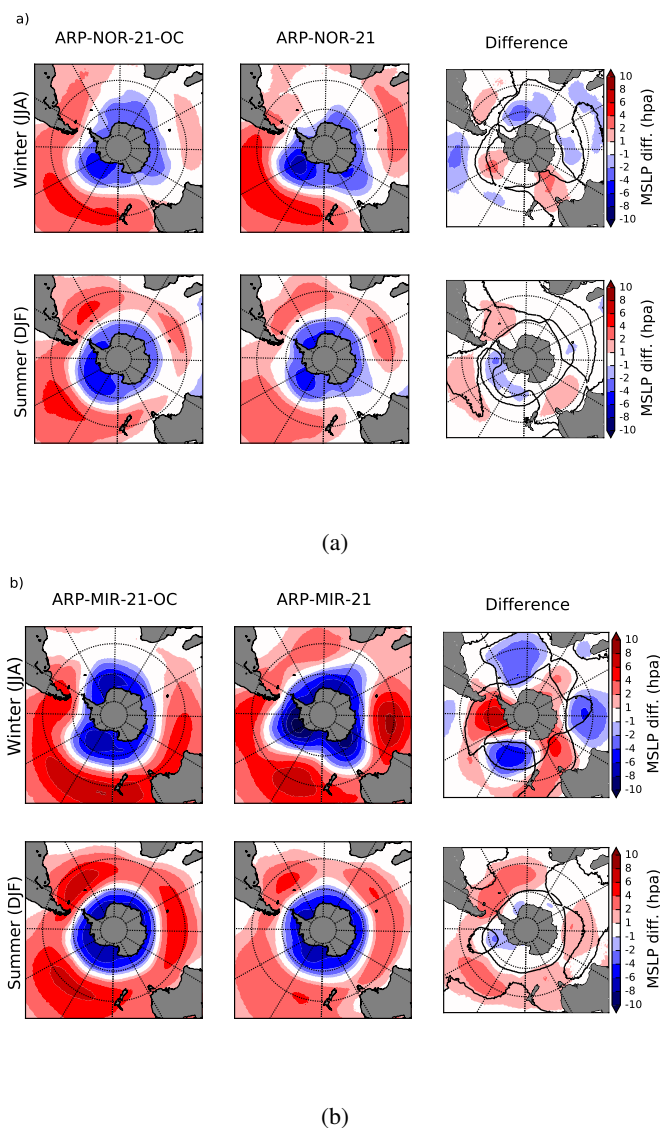 a)
ARP-NOR-21-OC
ARP-NOR-21
Difference
Winter (JJA)
10
8
6
4
2
1
-1
-2
-4
-6
-8
-10
MSLP diff. (hpa)
Summer (DJF)
10
8
6
4
2
1
-1
-2
-4
-6
-8
-10
MSLP diff. (hpa)
(a)
b)
ARP-MIR-21-OC
ARP-MIR-21
Difference
Winter (JJA)
10
8
6
4
2
1
-1
-2
-4
-6
-8
-10
MSLP diff. (hpa)
Summer (DJF)
10
8
6
4
2
1
-1
-2
-4
-6
-8
-10
MSLP diff. (hpa)
(b)